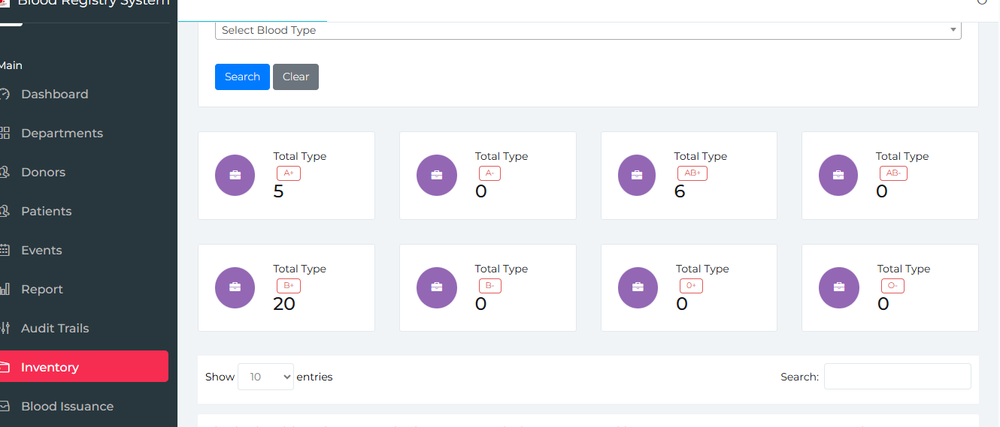 Blood Registry System
Select Blood Type
Search Clear
Main
Dashboard
Departments
Donors
Patients
Events
Report
Audit Trails
Inventory
Blood Issuance
Total Type
A+
5
Total Type
A-
0
Total Type
AB+
6
Total Type
AB-
0
Total Type
B+
20
Total Type
B-
0
Total Type
0+
0
Total Type
O-
0
Show 10 entries
Search: